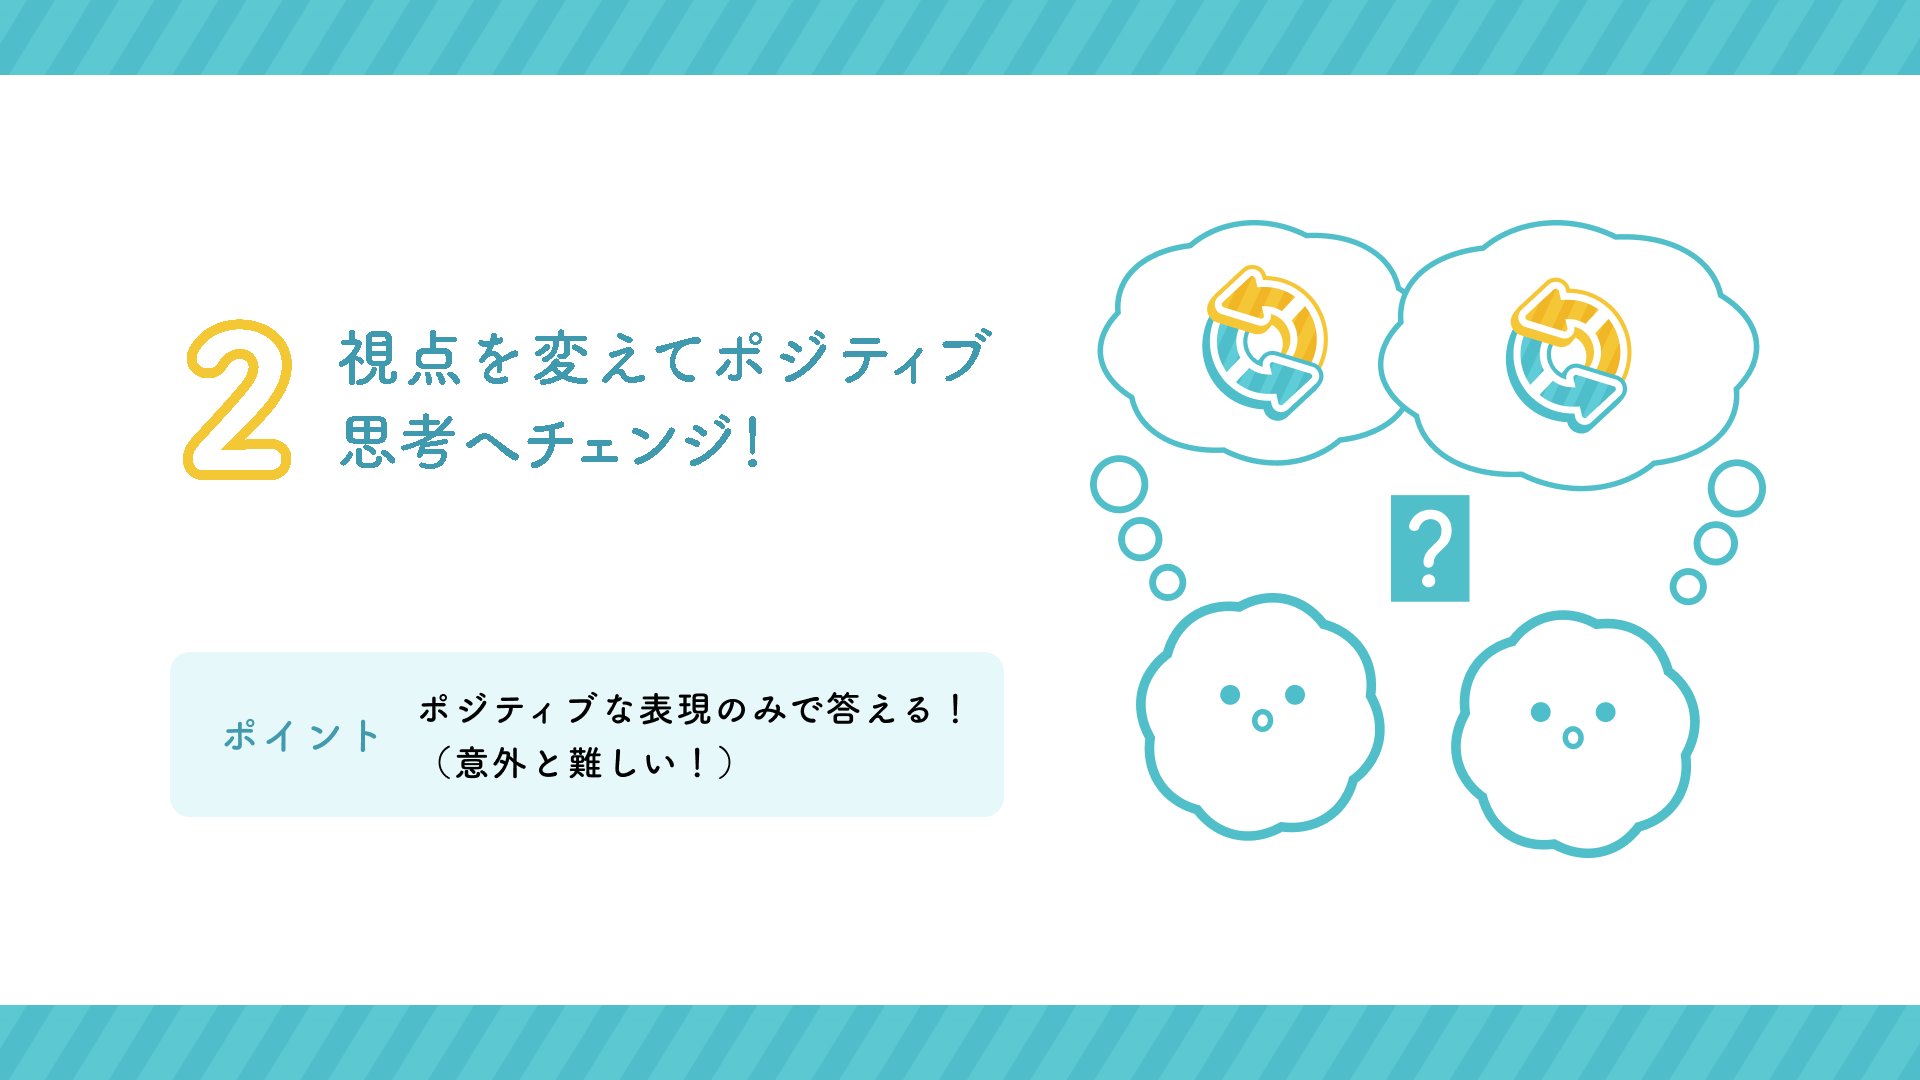 2
視点を変えてポジティブ
思考へチェンジ！
ポイント
ポジティブな表現のみで答える！
（意外と難しい！）
?